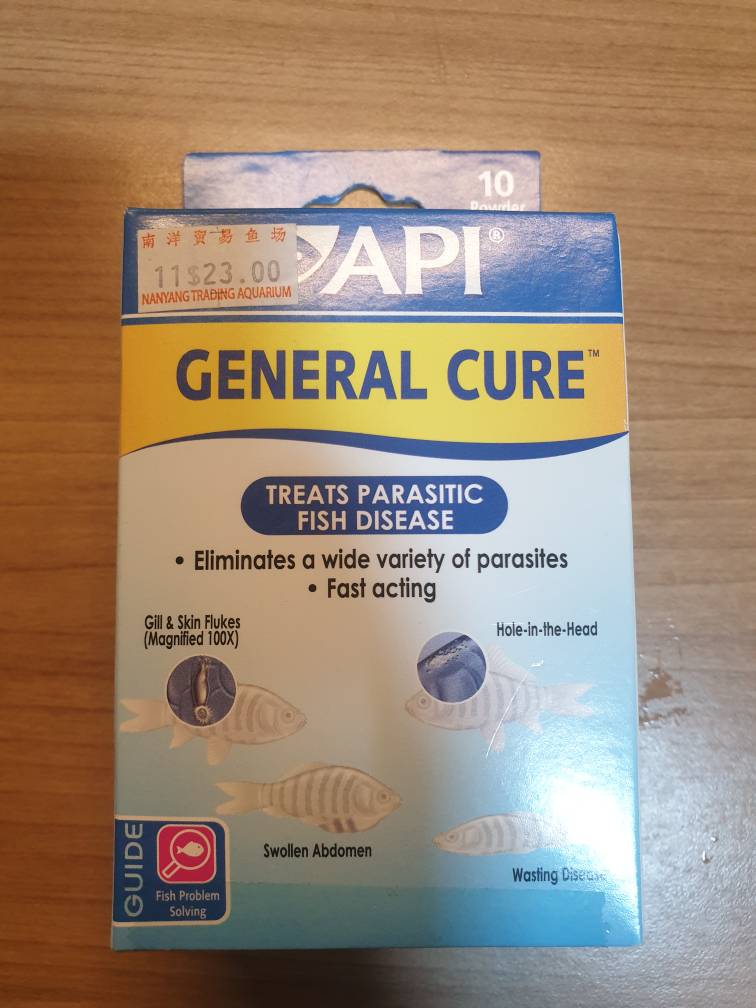 10
Powder
南洋贸易鱼场
11$23.00
NANYANG TRADING AQUARIUM
API®
GENERAL CURE™
TREATS PARASITIC
FISH DISEASE
• Eliminates a wide variety of parasites
• Fast acting
Gill & Skin Flukes
(Magnified 100X)
Hole-in-the-Head
Swollen Abdomen
Wasting Disease
GUIDE
Fish Problem
Solving